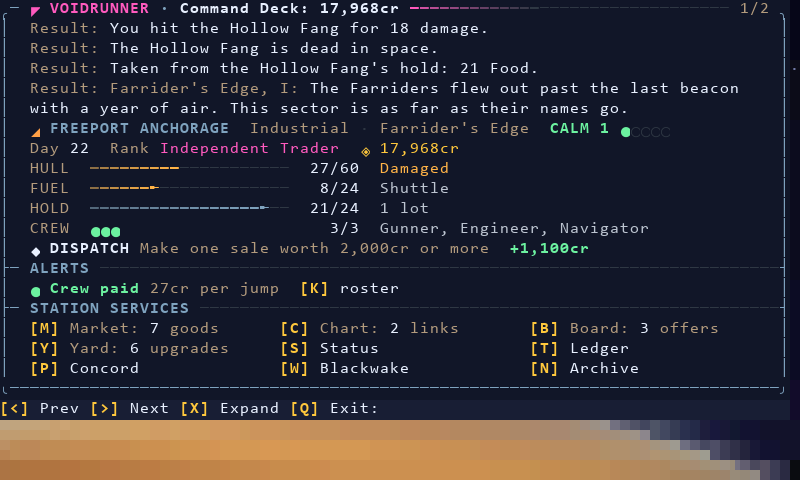 VOIDRUNNER · Command Deck: 17,968cr 1/2
Result: You hit the Hollow Fang for 18 damage.
Result: The Hollow Fang is dead in space.
Result: Taken from the Hollow Fang's hold: 21 Food.
Result: Farrider's Edge, I: The Farriders flew out past the last beacon
with a year of air. This sector is as far as their names go.
FREEPORT ANCHORAGE Industrial · Farrider's Edge CALM 1
Day 22 Rank Independent Trader 17,968cr
HULL 27/60 Damaged
FUEL 8/24 Shuttle
HOLD 21/24 1 lot
CREW 3/3 Gunner, Engineer, Navigator
DISPATCH Make one sale worth 2,000cr or more +1,100cr
ALERTS
Crew paid 27cr per jump [K] roster
STATION SERVICES
[M] Market: 7 goods [C] Chart: 2 links [B] Board: 3 offers
[Y] Yard: 6 upgrades [S] Status [T] Ledger
[P] Concord [W] Blackwake [N] Archive
[<] Prev [>] Next [X] Expand [Q] Exit: